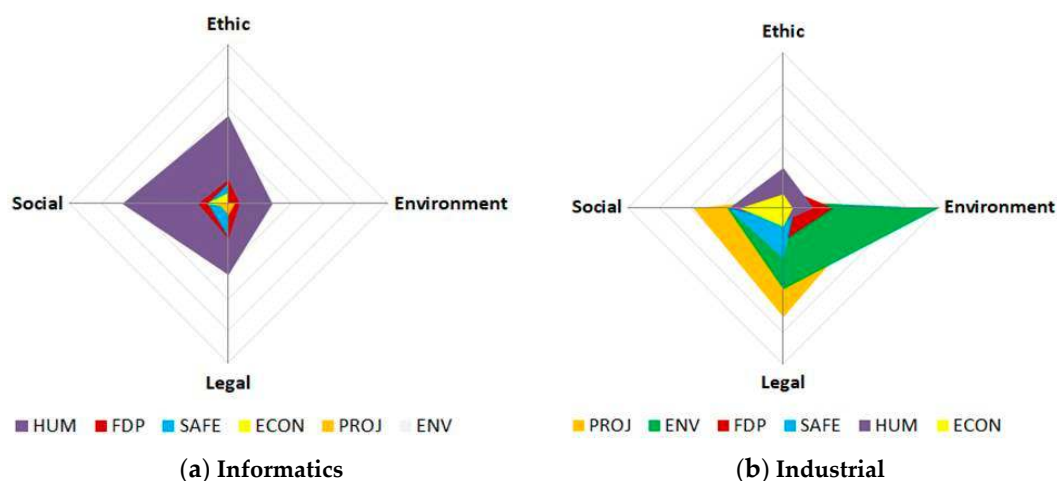 Ethic
Social
Environment
Legal
HUM FDP SAFE ECON PROJ ENV
(a) Informatics
Ethic
Social
Environment
Legal
PROJ ENV FDP SAFE HUM ECON
(b) Industrial